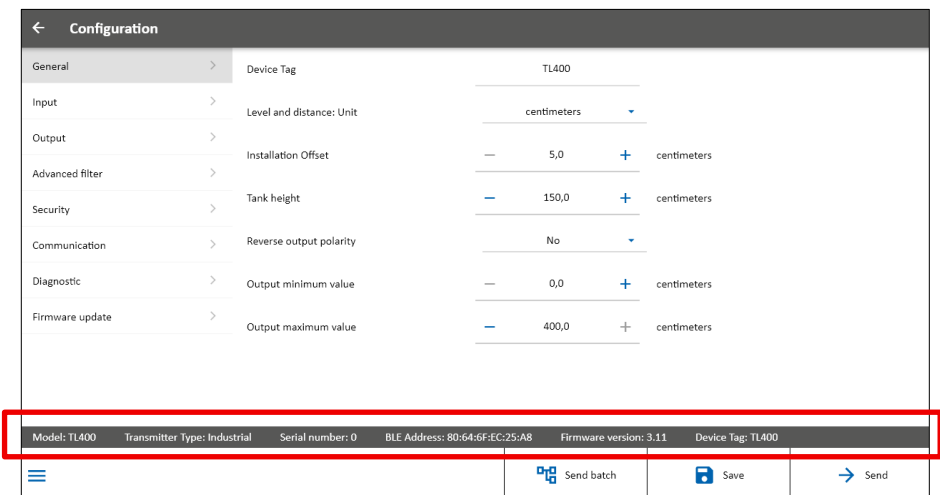 Configuration
General
Input
Output
Advanced filter
Security
Communication
Diagnostic
Firmware update
Device Tag TL400
Level and distance: Unit centimeters
Installation Offset — 5,0 + centimeters
Tank height — 150,0 + centimeters
Reverse output polarity No
Output minimum value — 0,0 + centimeters
Output maximum value — 400,0 + centimeters
Model: TL400 Transmitter Type: Industrial Serial number: 0 BLE Address: 80:64:6F:EC:25:A8 Firmware version: 3.11 Device Tag: TL400
Send batch Save Send